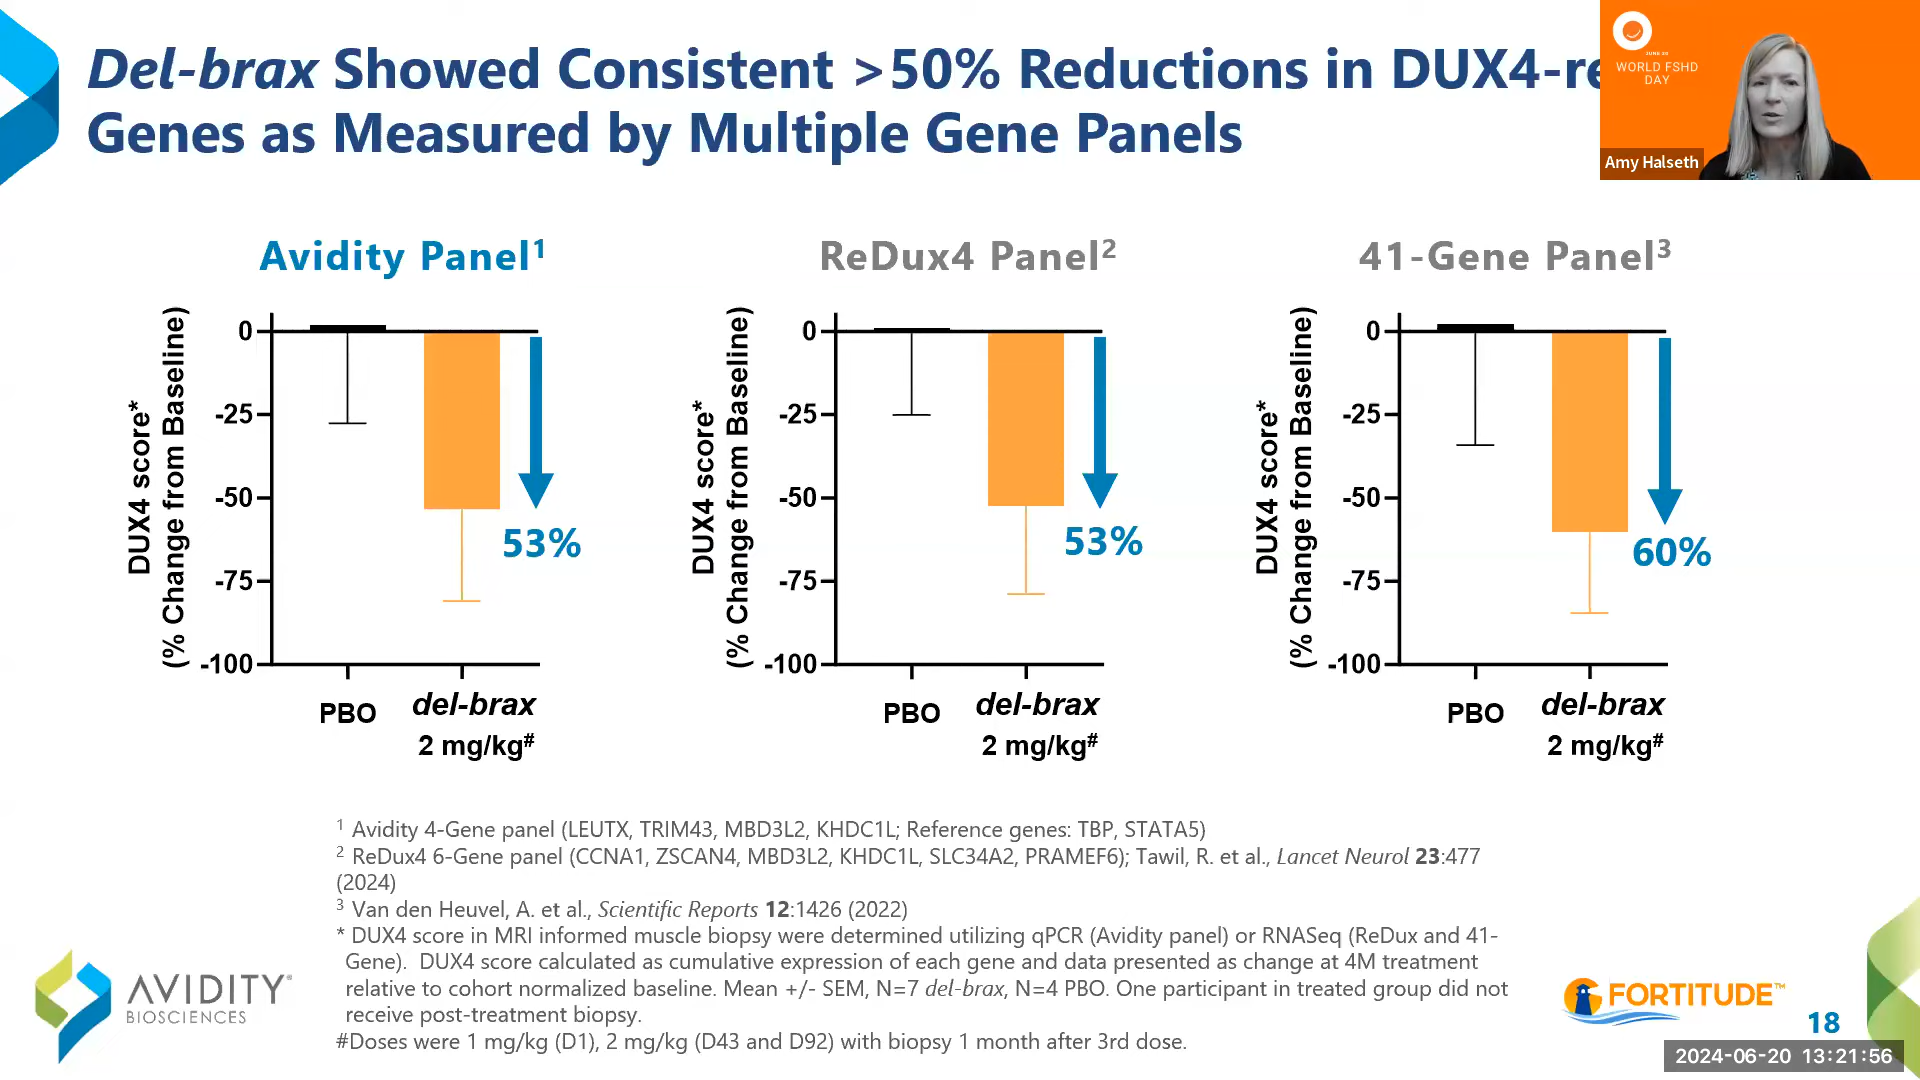 Del-brax Showed Consistent >50% Reductions in DUX4-re
Genes as Measured by Multiple Gene Panels
JUNE 20
WORLD FSHD
DAY
Amy Halseth
Avidity Panel¹
DUX4 score*
(% Change from Baseline)
0
-25
-50
-75
-100
53%
PBO
del-brax
2 mg/kg#
ReDux4 Panel²
DUX4 score*
(% Change from Baseline)
0
-25
-50
-75
-100
53%
PBO
del-brax
2 mg/kg#
41-Gene Panel³
DUX4 score*
(% Change from Baseline)
0
-25
-50
-75
-100
60%
PBO
del-brax
2 mg/kg#
¹ Avidity 4-Gene panel (LEUTX, TRIM43, MBD3L2, KHDC1L; Reference genes: TBP, STATA5)
² ReDux4 6-Gene panel (CCNA1, ZSCAN4, MBD3L2, KHDC1L, SLC34A2, PRAMEF6); Tawil, R. et al., Lancet Neurol 23:477
(2024)
³ Van den Heuvel, A. et al., Scientific Reports 12:1426 (2022)
* DUX4 score in MRI informed muscle biopsy were determined utilizing qPCR (Avidity panel) or RNASeq (ReDux and 41-
Gene). DUX4 score calculated as cumulative expression of each gene and data presented as change at 4M treatment
relative to cohort normalized baseline. Mean +/- SEM, N=7 del-brax, N=4 PBO. One participant in treated group did not
receive post-treatment biopsy.
#Doses were 1 mg/kg (D1), 2 mg/kg (D43 and D92) with biopsy 1 month after 3rd dose.
AVIDITY®
BIOSCIENCES
FORTITUDE™
18
2024-06-20 13:21:56